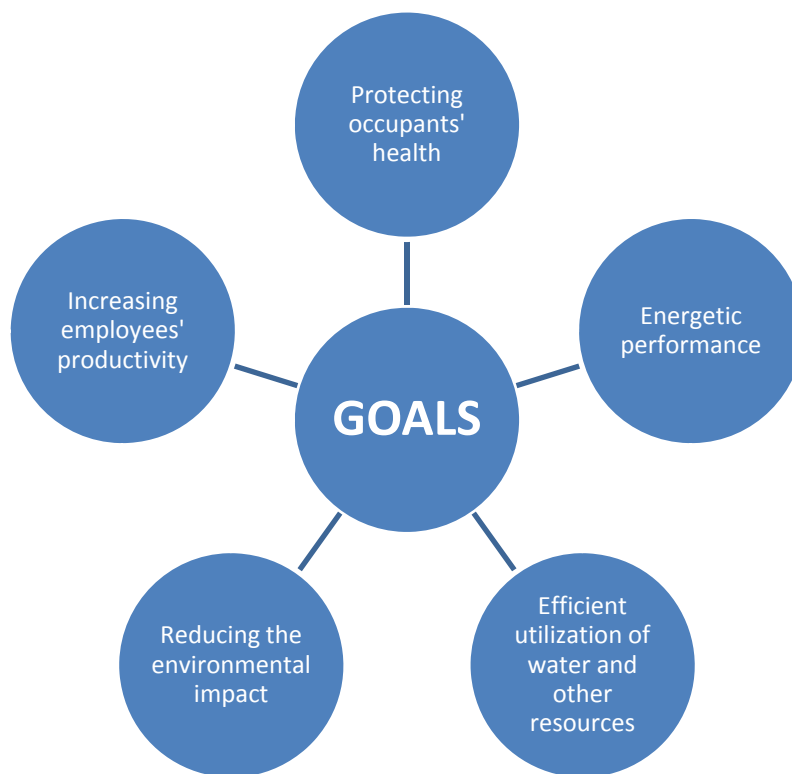 Protecting
occupants'
health
Increasing
employees'
productivity
Energetic
performance
GOALS
Reducing the
environmental
impact
Efficient
utilization of
water and
other
resources